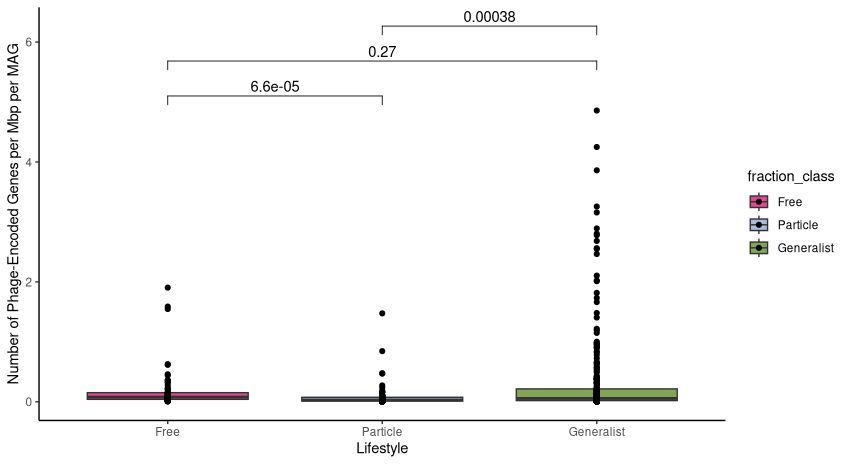 0.00038
0.27
6.6e-05
6
4
2
0
Number of Phage-Encoded Genes per Mbp per MAG
Free
Particle
Generalist
Lifestyle
fraction_class
Free
Particle
Generalist